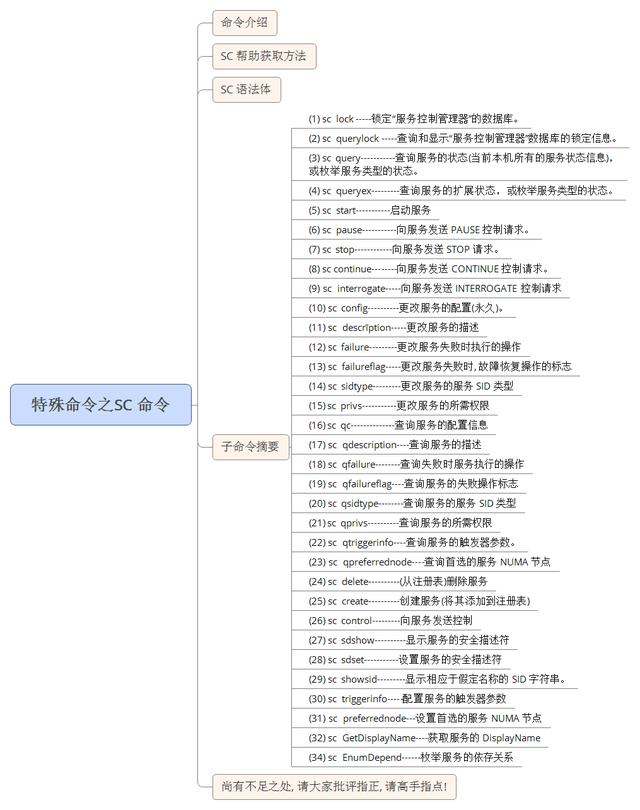 命令介绍
SC 帮助获取方法
SC 语法体
(1) sc lock -----锁定“服务控制管理器”的数据库。
(2) sc querylock -----查询和显示“服务控制管理器”数据库的锁定信息。
(3) sc query-----------查询服务的状态(当前本机所有的服务状态信息),
或枚举服务类型的状态。
(4) sc queryex---------查询服务的扩展状态，或枚举服务类型的状态。
(5) sc start-----------启动服务
(6) sc pause----------向服务发送 PAUSE 控制请求。
(7) sc stop------------向服务发送 STOP 请求。
(8) sc continue--------向服务发送 CONTINUE 控制请求。
(9) sc interrogate-----向服务发送 INTERROGATE 控制请求
(10) sc config----------更改服务的配置(永久)。
(11) sc descrIption-----更改服务的描述
(12) sc failure---------更改服务失败时执行的操作
(13) sc failureflag-----更改服务失败时, 故障恢复操作的标志
(14) sc sidtype---------更改服务的服务 SID 类型
(15) sc privs-----------更改服务的所需权限
特殊命令之SC 命令
(16) sc qc--------------查询服务的配置信息
子命令摘要
(17) sc qdescription----查询服务的描述
(18) sc qfailure--------查询失败时服务执行的操作
(19) sc qfailureflag----查询服务的失败操作标志
(20) sc qsidtype--------查询服务的服务 SID 类型
(21) sc qprivs----------查询服务的所需权限
(22) sc qtriggerinfo----查询服务的触发器参数。
(23) sc qpreferrednode----查询首选的服务 NUMA 节点
(24) sc delete----------(从注册表)删除服务
(25) sc create----------创建服务(将其添加到注册表)
(26) sc control---------向服务发送控制
(27) sc sdshow----------显示服务的安全描述符
(28) sc sdset-----------设置服务的安全描述符
(29) sc showsid---------显示相应于假定名称的 SID 字符串。
(30) sc triggerinfo-----配置服务的触发器参数
(31) sc preferrednode---设置首选的服务 NUMA 节点
(32) sc GetDisplayName----获取服务的 DisplayName
(34) sc EnumDepend------枚举服务的依存关系
尚有不足之处, 请大家批评指正, 请高手指点!